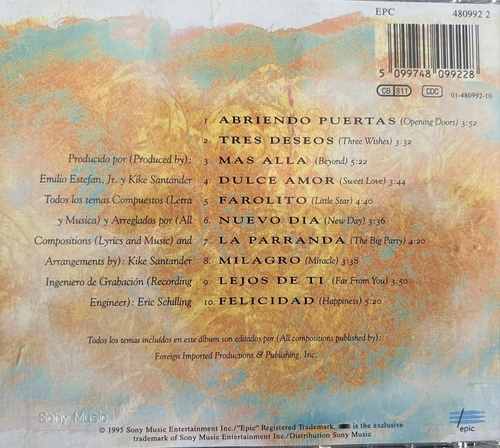 EPC 480992 2
5 099748 099228
CB 811 CDC 01-480992-10
1 ABRIENDO PUERTAS (Opening Doors) 3:52
2 TRES DESEOS (Three Wishes) 3:32
Producido por (Produced by): 3 MAS ALLA (Beyond) 5:22
Emilio Estefan, Jr. y Kike Santander 4 DULCE AMOR (Sweet Love) 3:44
Todos los temas Compuestos (Letra 5 FAROLITO (Little Star) 4:20
y Musica) y Arreglados por (All 6. NUEVO DIA (New Day) 3:36
Compositions (Lyrics and Music) and 7 LA PARRANDA (The Big Party) 4:20
Arrangements by): Kike Santander 8. MILAGRO (Miracle) 3:38
Ingeniero de Grabación (Recording 9 LEJOS DE TI (Far From You) 3:50
Engineer): Eric Schilling 10. FELICIDAD (Happiness) 5:20
Todos los temas incluídos en este álbum son editados por (All compositions published by):
Foreign Imported Productions & Publishing, Inc.
Sony Music
epic
© 1995 Sony Music Entertainment Inc./"Epic" Registered Trademark, is the exclusive
trademark of Sony Music Entertainment Inc./Distribution Sony Music